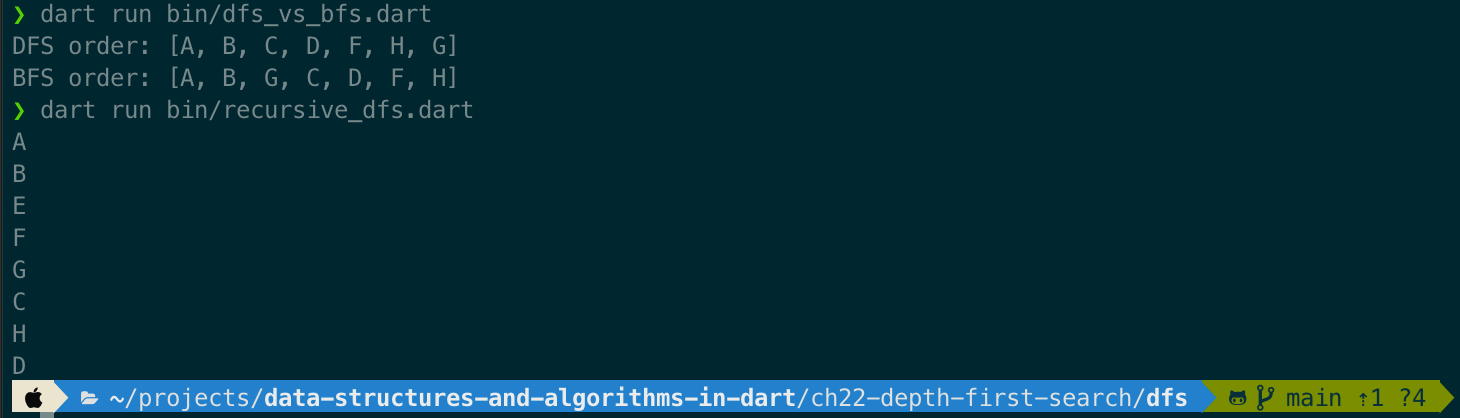 ❯ dart run bin/dfs_vs_bfs.dart
DFS order: [A, B, C, D, F, H, G]
BFS order: [A, B, G, C, D, F, H]
❯ dart run bin/recursive_dfs.dart
A
B
E
F
G
C
H
D
~/projects/data-structures-and-algorithms-in-dart/ch22-depth-first-search/dfs main ⇡1 ?4